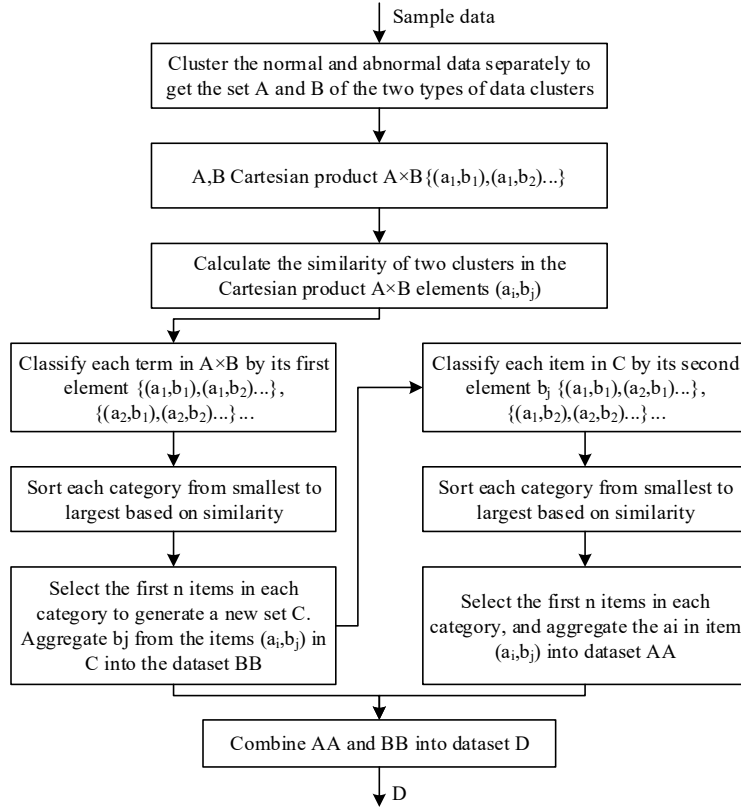 Sample data
Cluster the normal and abnormal data separately to
get the set A and B of the two types of data clusters
A,B Cartesian product A×B{(a₁,b₁),(a₁,b₂)...}
Calculate the similarity of two clusters in the
Cartesian product A×B elements (aᵢ,bⱼ)
Classify each term in A×B by its first
element {(a₁,b₁),(a₁,b₂)...},
{(a₂,b₁),(a₂,b₂)...}...
Sort each category from smallest to
largest based on similarity
Select the first n items in each
category to generate a new set C.
Aggregate bj from the items (aᵢ,bⱼ) in
C into the dataset BB
Classify each item in C by its second
element bⱼ {(a₁,b₁),(a₂,b₁)...},
{(a₁,b₂),(a₂,b₂)...}...
Sort each category from smallest to
largest based on similarity
Select the first n items in each
category, and aggregate the ai in item
(aᵢ,bⱼ) into dataset AA
Combine AA and BB into dataset D
D